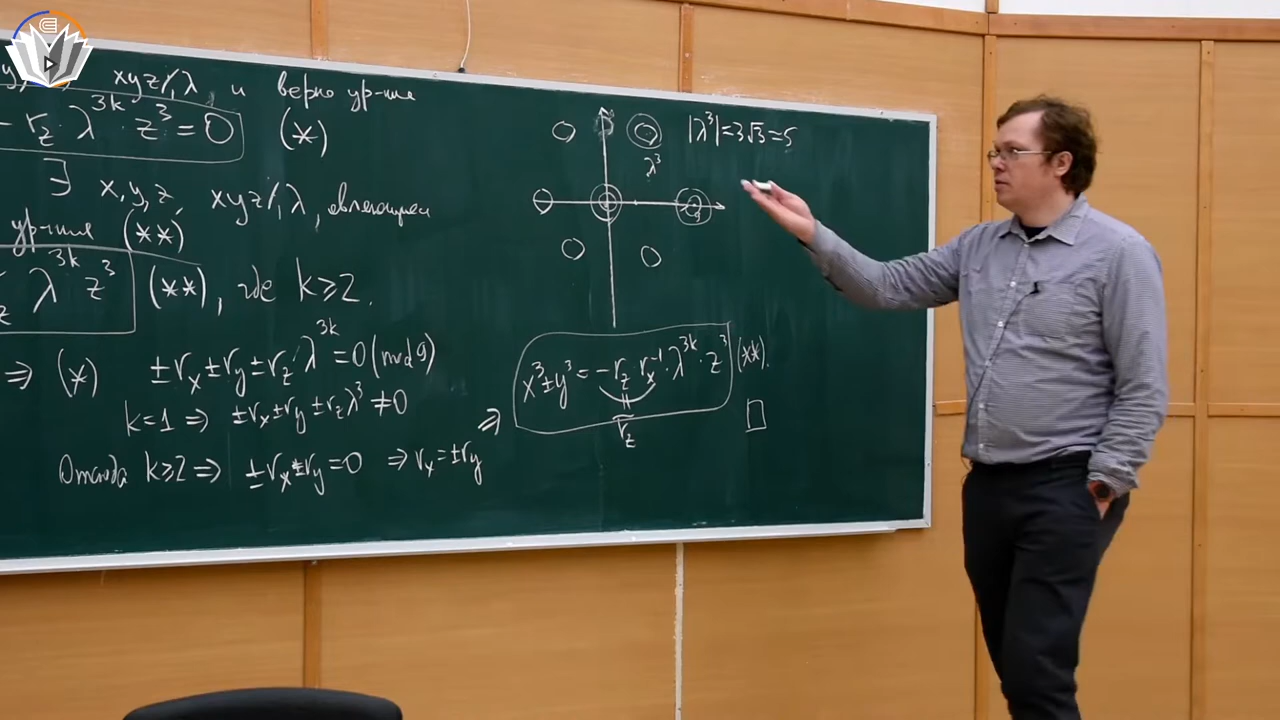 xyz⫮λ и верно ур-ние
- r_z · λ^{3k} · z^3 = 0 (*)
∃ x, y, z, xyz⫮λ, являющиеся
ур-ния (**)
λ^{3k} z^3 (**), где k ≥ 2.
⇒ (*) ± r_x ± r_y ± r_z · λ^{3k} = 0 (mod 9)
k = 1 ⇒ ± r_x ± r_y ± r_z λ^3 ≠ 0
Отсюда k ≥ 2 ⇒ ± r_x ± r_y = 0 ⇒ r_x = ± r_y
|λ^3| = 3√3 = 5
λ^3
⇒ x^3 ± y^3 = - r_z · r_x^{-1} · λ^{3k} · z^3 (**).
r̃_z
□